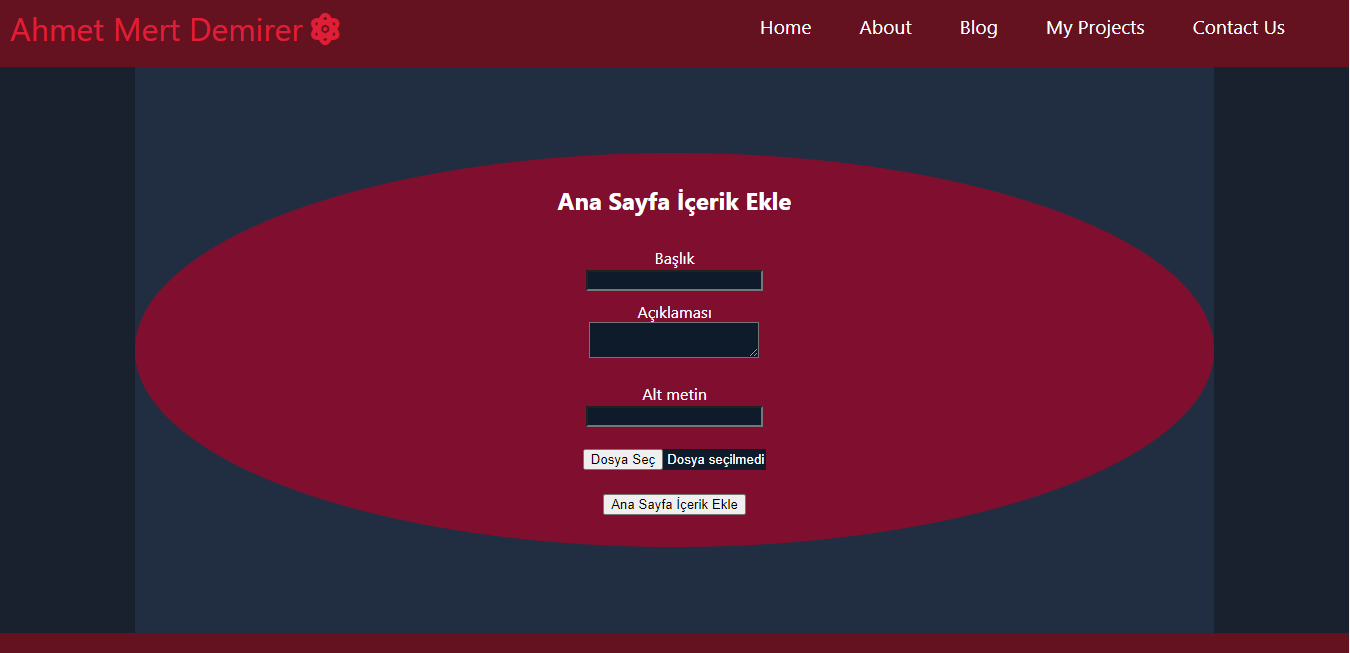 Ahmet Mert Demirer
Home About Blog My Projects Contact Us
Ana Sayfa İçerik Ekle
Başlık
Açıklaması
Alt metin
Dosya Seç Dosya seçilmedi
Ana Sayfa İçerik Ekle